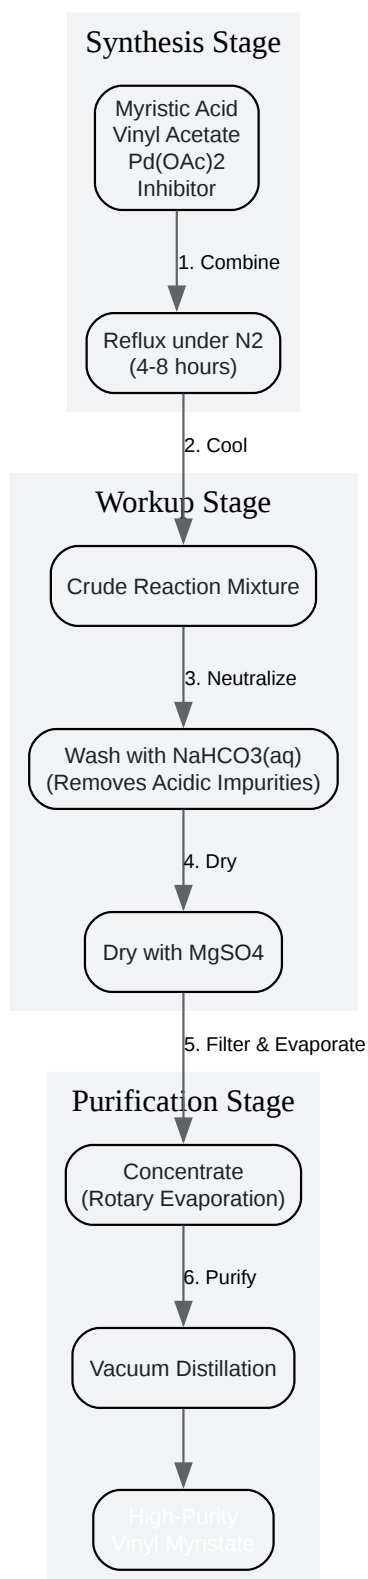 Synthesis Stage
Myristic Acid
Vinyl Acetate
Pd(OAc)2
Inhibitor
1. Combine
Reflux under N2
(4-8 hours)
2. Cool
Workup Stage
Crude Reaction Mixture
3. Neutralize
Wash with NaHCO3(aq)
(Removes Acidic Impurities)
4. Dry
Dry with MgSO4
5. Filter & Evaporate
Purification Stage
Concentrate
(Rotary Evaporation)
6. Purify
Vacuum Distillation
High-Purity
Vinyl Myristate